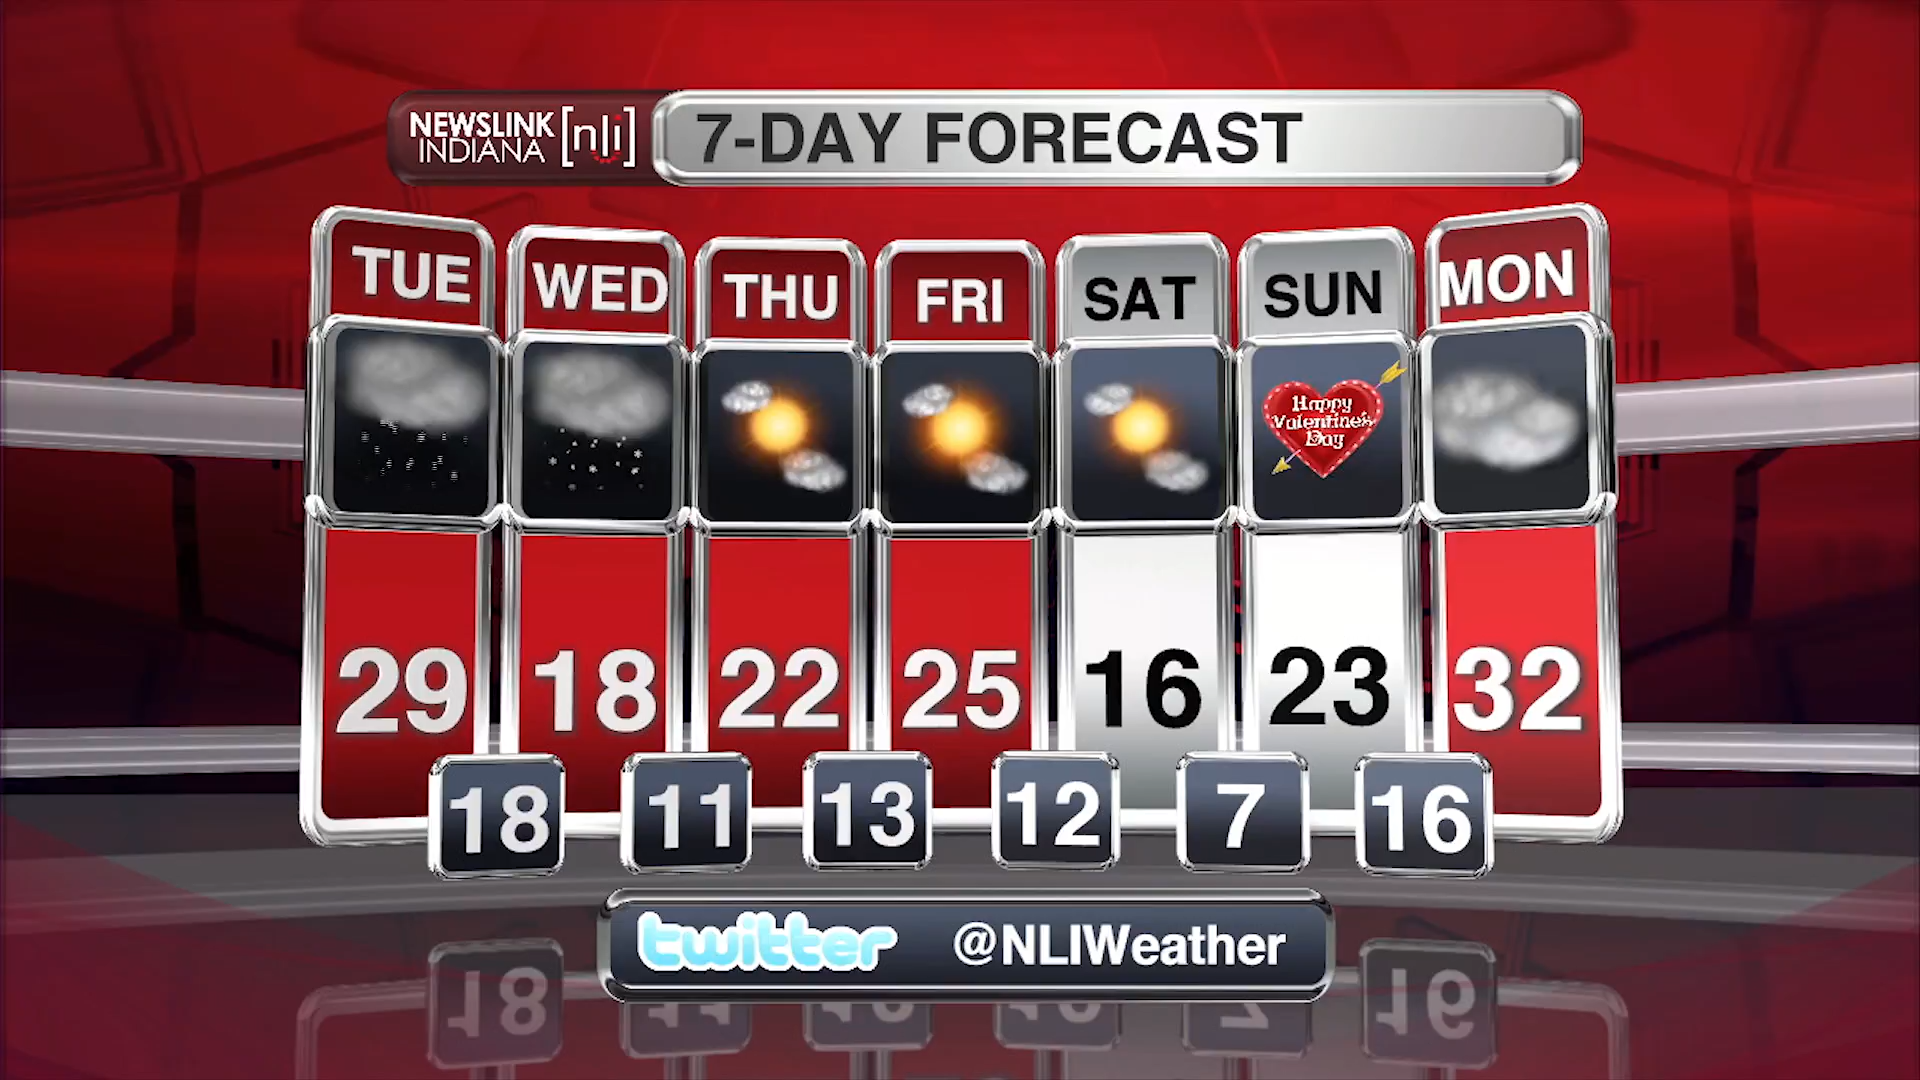 NEWSLINK
INDIANA
[nli]
7-DAY FORECAST
TUE WED THU FRI SAT SUN MON
Happy
Valentine's
Day
29 18 22 25 16 23 32
18 11 13 12 7 16
twitter @NLIWeather